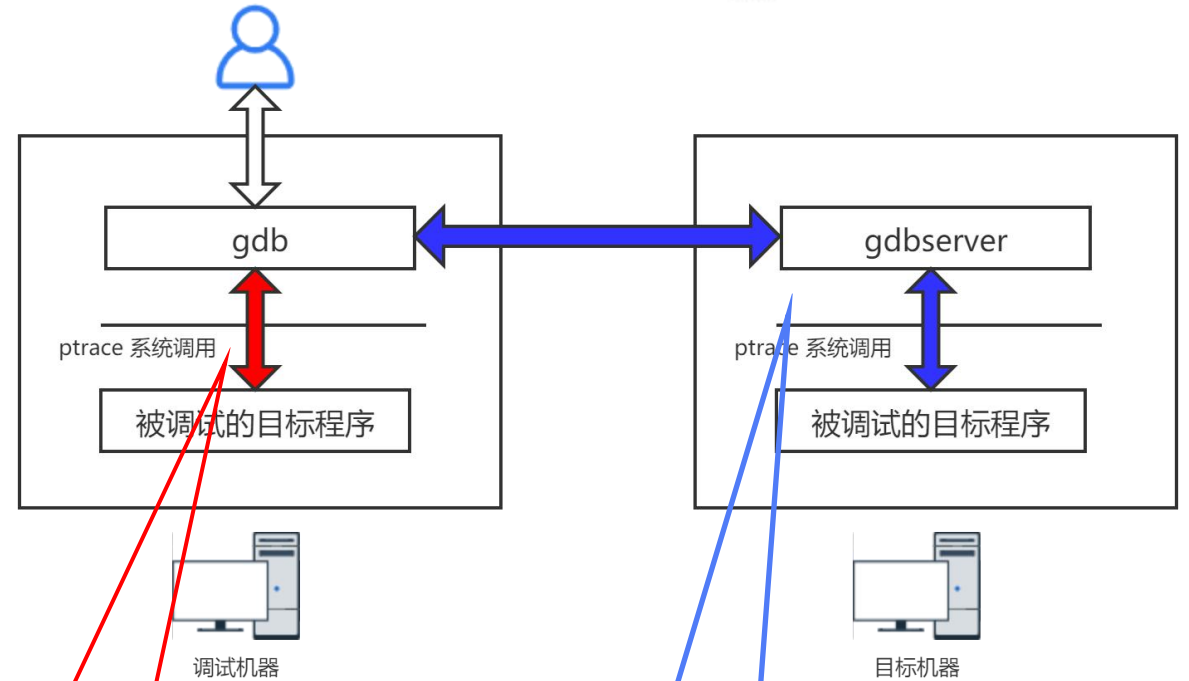 gdb
gdbserver
ptrace 系统调用
ptrace 系统调用
被调试的目标程序
被调试的目标程序
调试机器
目标机器